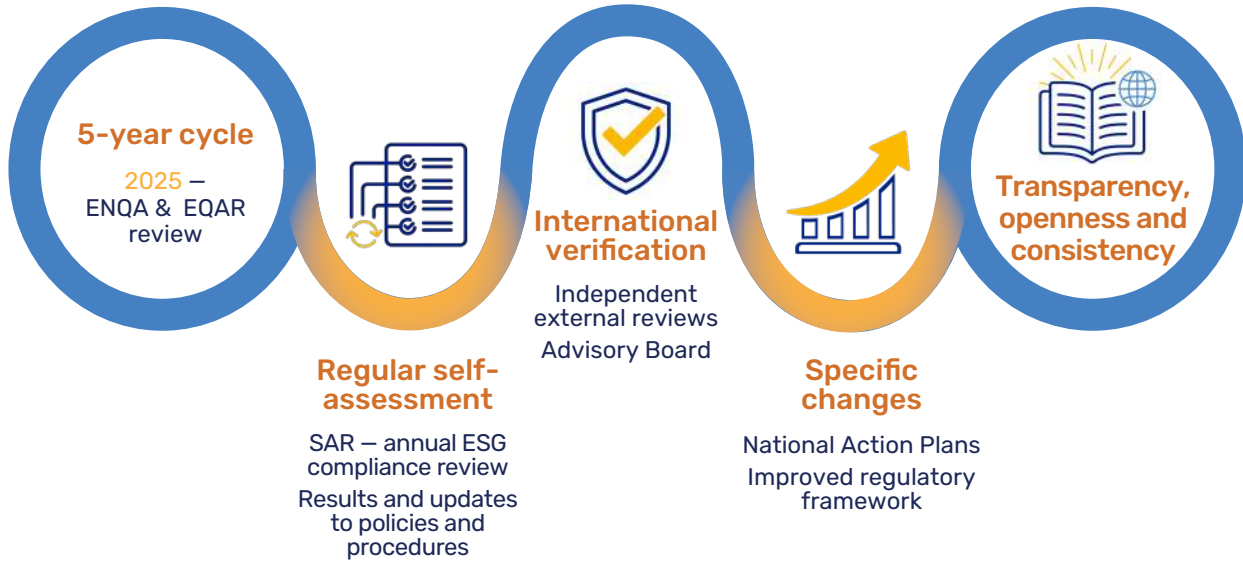 5-year cycle
2025 –
ENQA & EQAR
review
Regular self-
assessment
SAR – annual ESG
compliance review
Results and updates
to policies and
procedures
International
verification
Independent
external reviews
Advisory Board
Specific
changes
National Action Plans
Improved regulatory
framework
Transparency,
openness and
consistency